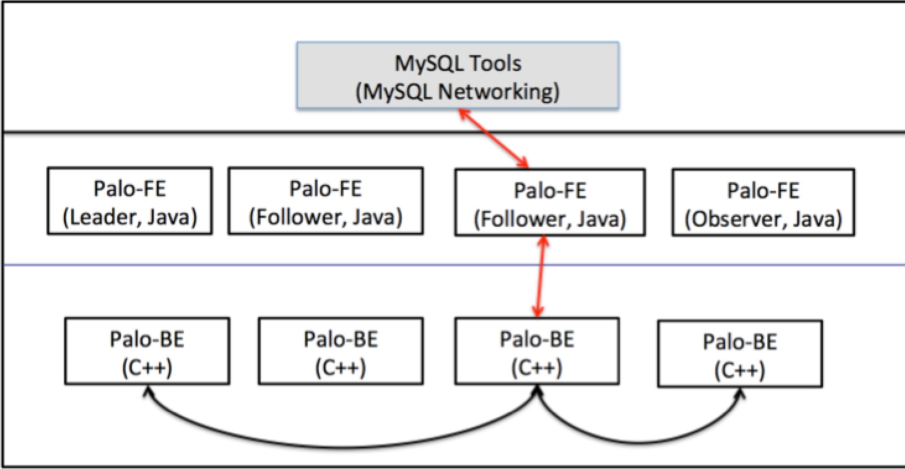 MySQL Tools
(MySQL Networking)
Palo-FE
(Leader, Java)
Palo-FE
(Follower, Java)
Palo-FE
(Follower, Java)
Palo-FE
(Observer, Java)
Palo-BE
(C++)
Palo-BE
(C++)
Palo-BE
(C++)
Palo-BE
(C++)